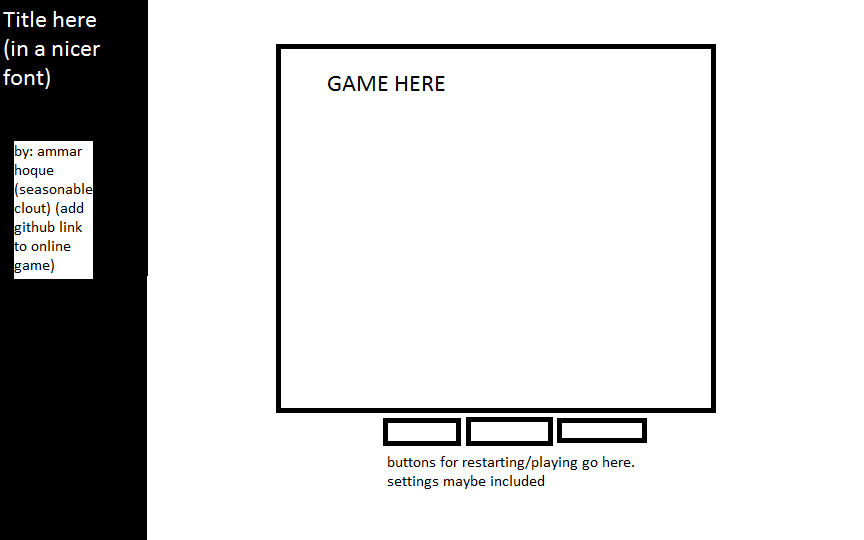 Title here
(in a nicer
font)
by: ammar
hoque
(seasonable
clout) (add
github link
to online
game)
GAME HERE
buttons for restarting/playing go here.
settings maybe included